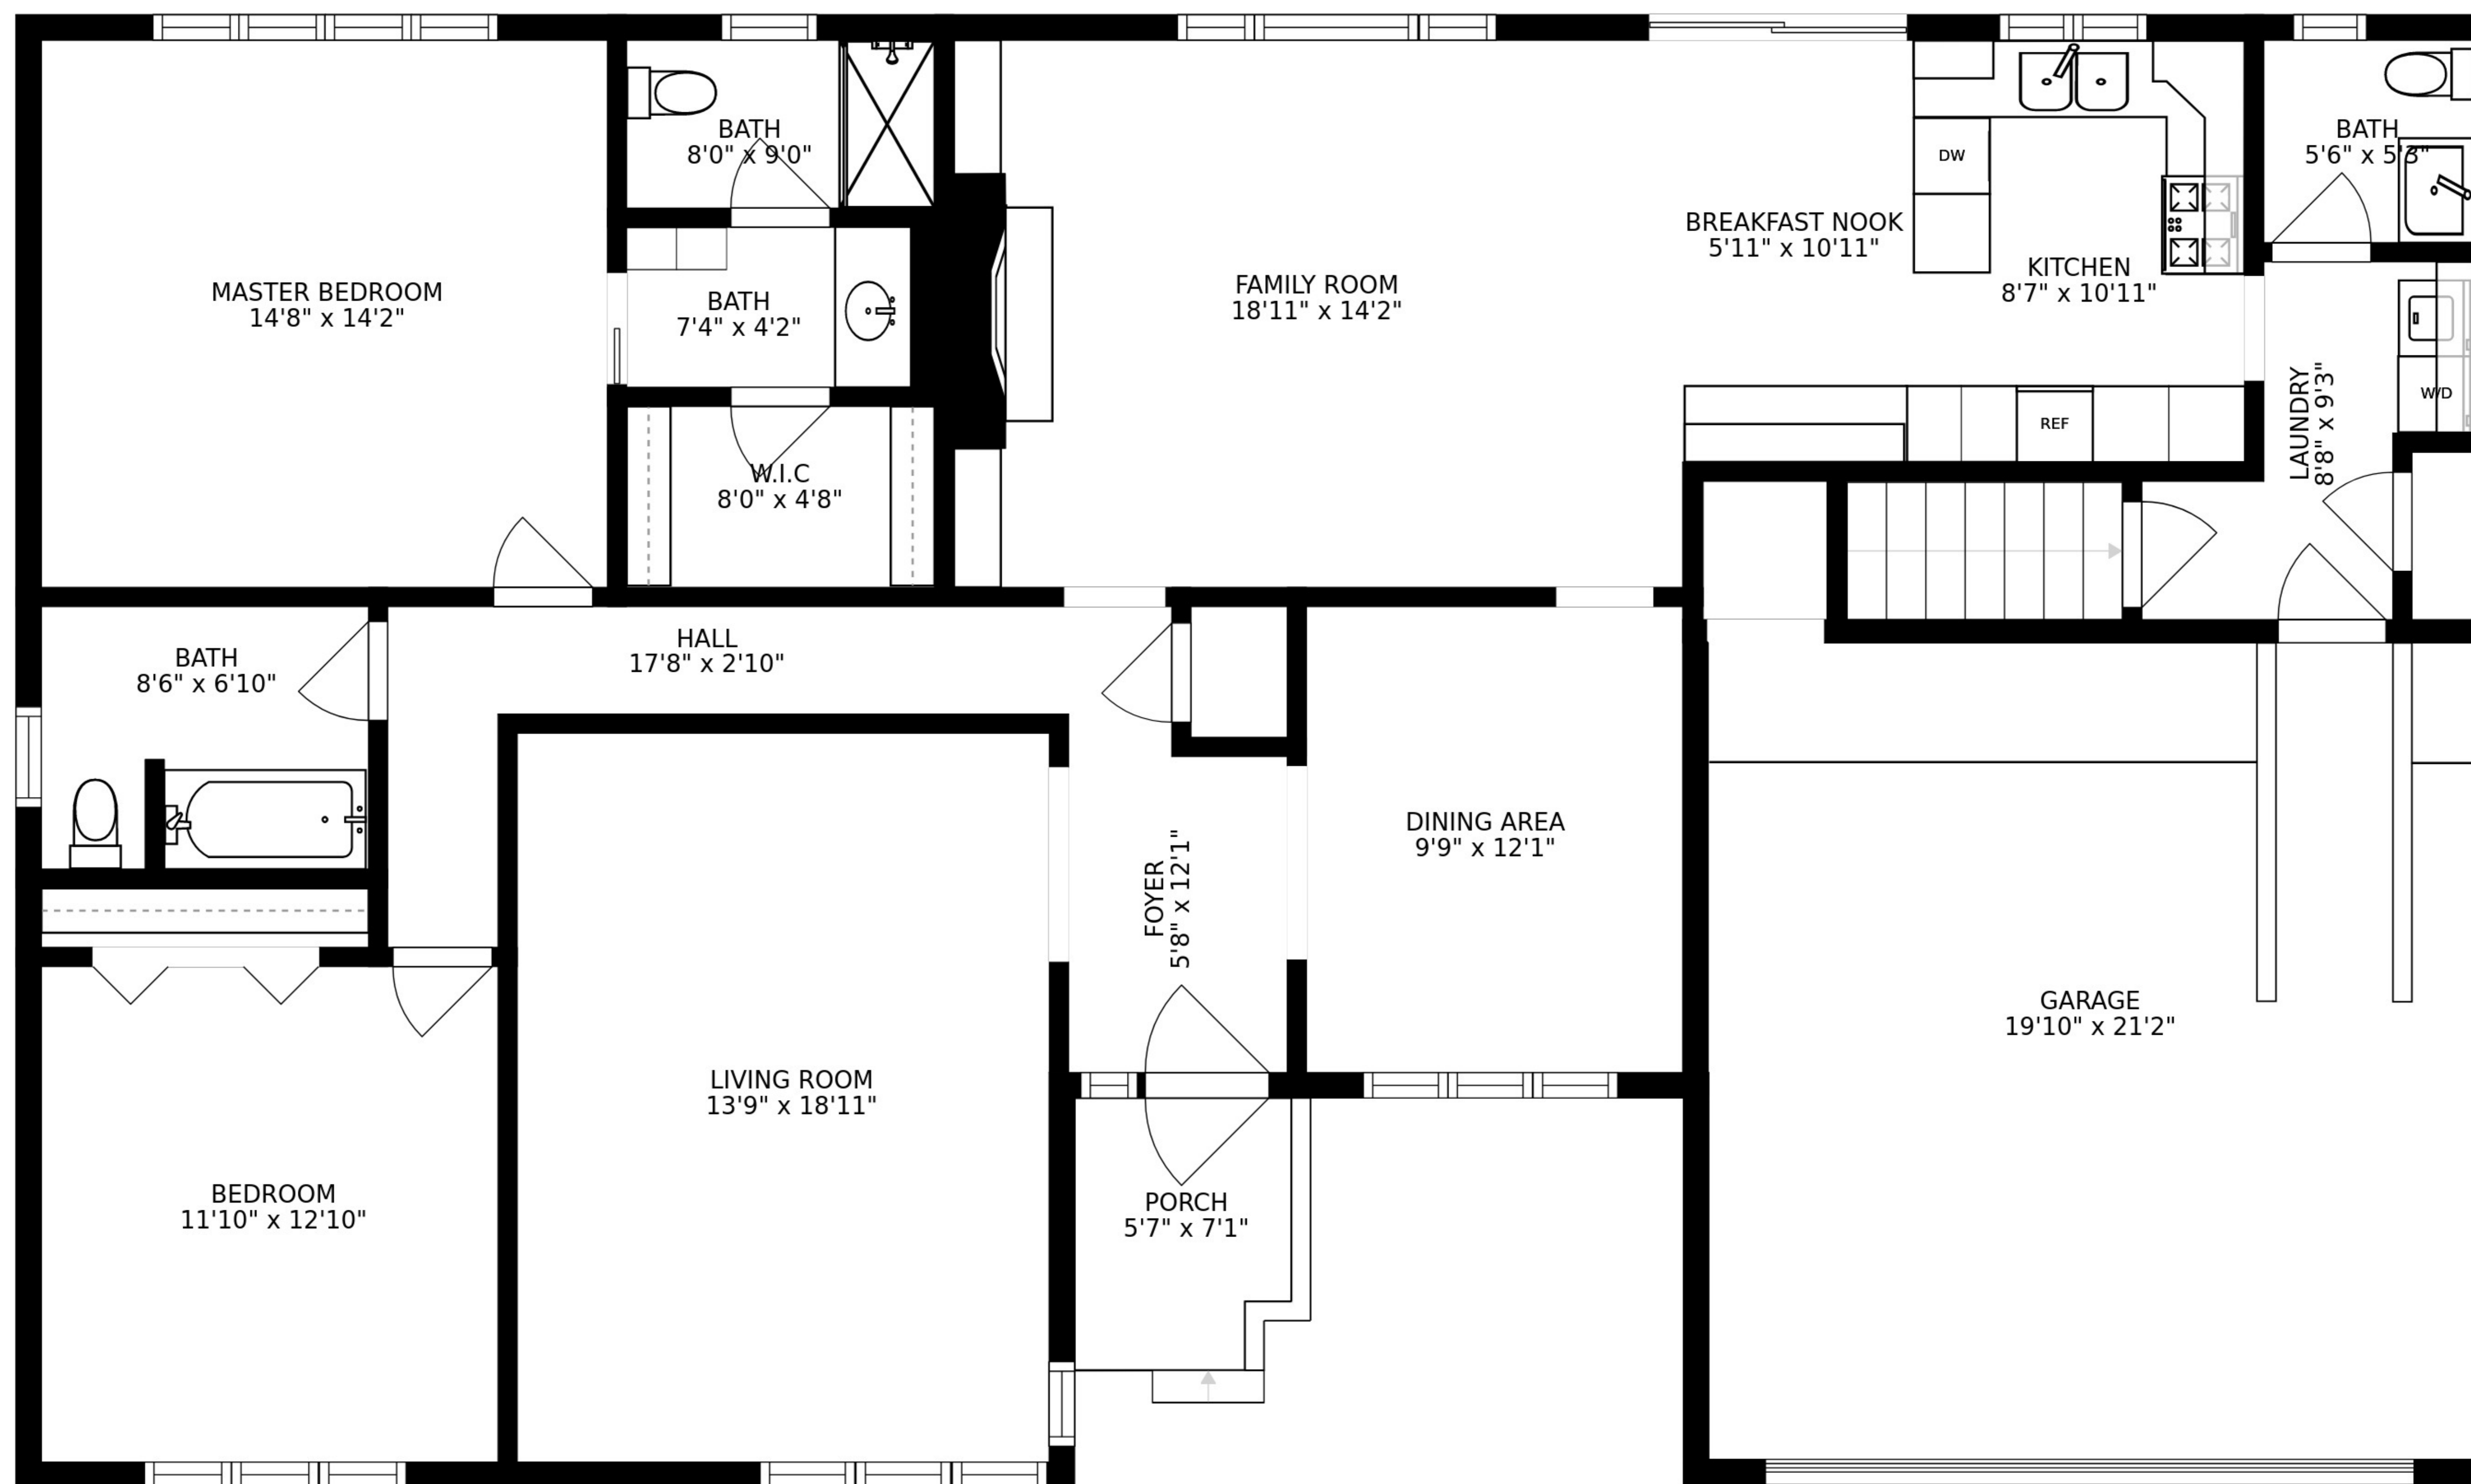 BATH
8'0" x 9'0"
BATH
5'6" x 5'3"
DW
BREAKFAST NOOK
5'11" x 10'11"
KITCHEN
8'7" x 10'11"
FAMILY ROOM
18'11" x 14'2"
MASTER BEDROOM
14'8" x 14'2"
BATH
7'4" x 4'2"
LAUNDRY
8'8" x 9'3"
W/D
REF
W.I.C
8'0" x 4'8"
HALL
17'8" x 2'10"
BATH
8'6" x 6'10"
DINING AREA
9'9" x 12'1"
FOYER
5'8" x 12'1"
GARAGE
19'10" x 21'2"
LIVING ROOM
13'9" x 18'11"
BEDROOM
11'10" x 12'10"
PORCH
5'7" x 7'1"